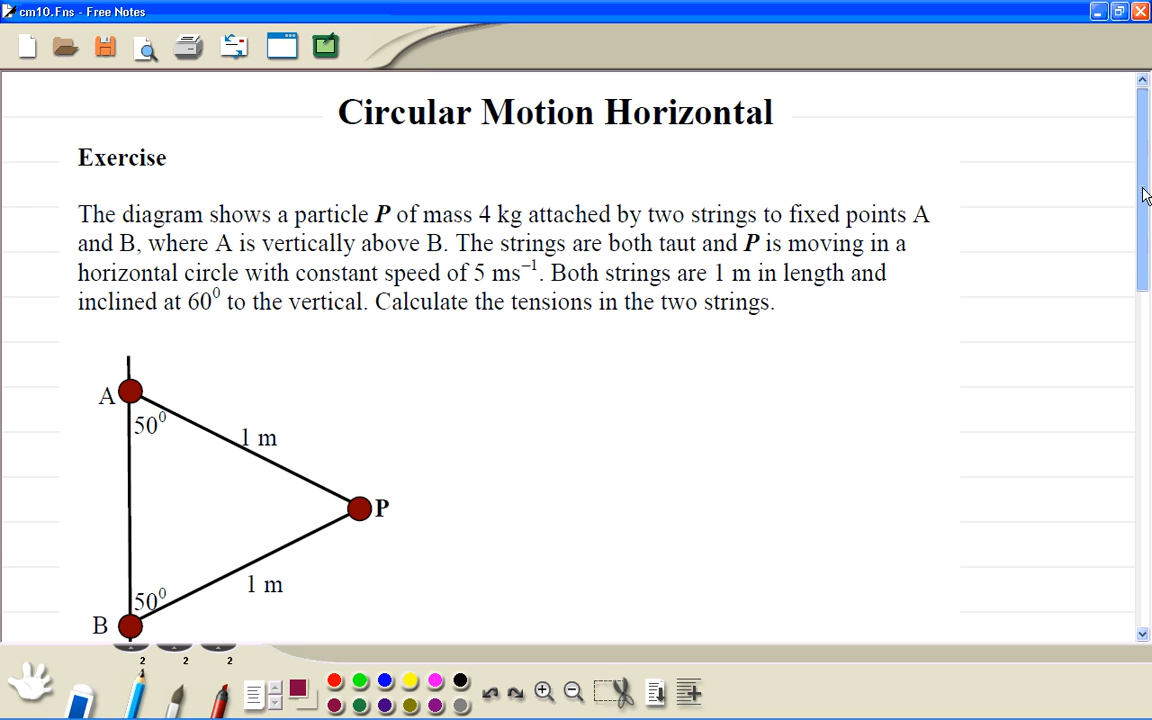 cm10.Fns - Free Notes
Circular Motion Horizontal
Exercise
The diagram shows a particle P of mass 4 kg attached by two strings to fixed points A
and B, where A is vertically above B. The strings are both taut and P is moving in a
horizontal circle with constant speed of 5 ms⁻¹. Both strings are 1 m in length and
inclined at 60⁰ to the vertical. Calculate the tensions in the two strings.
A
50⁰
1 m
P
1 m
50⁰
B
2 2 2